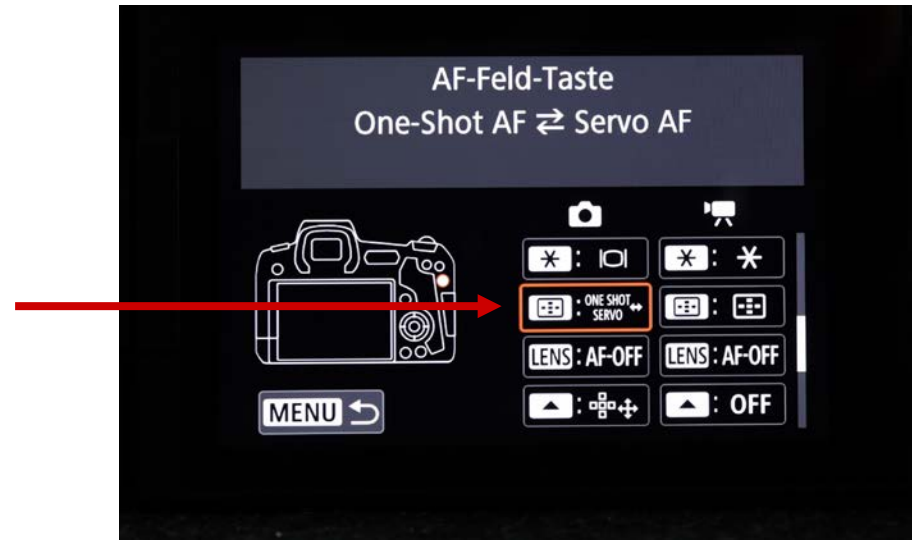 AF-Feld-Taste
One-Shot AF ⇄ Servo AF
✱: |O| ✱: ✱
: ONE SHOT↔ :
SERVO
LENS: AF-OFF LENS: AF-OFF
▲: ▲: OFF
MENU